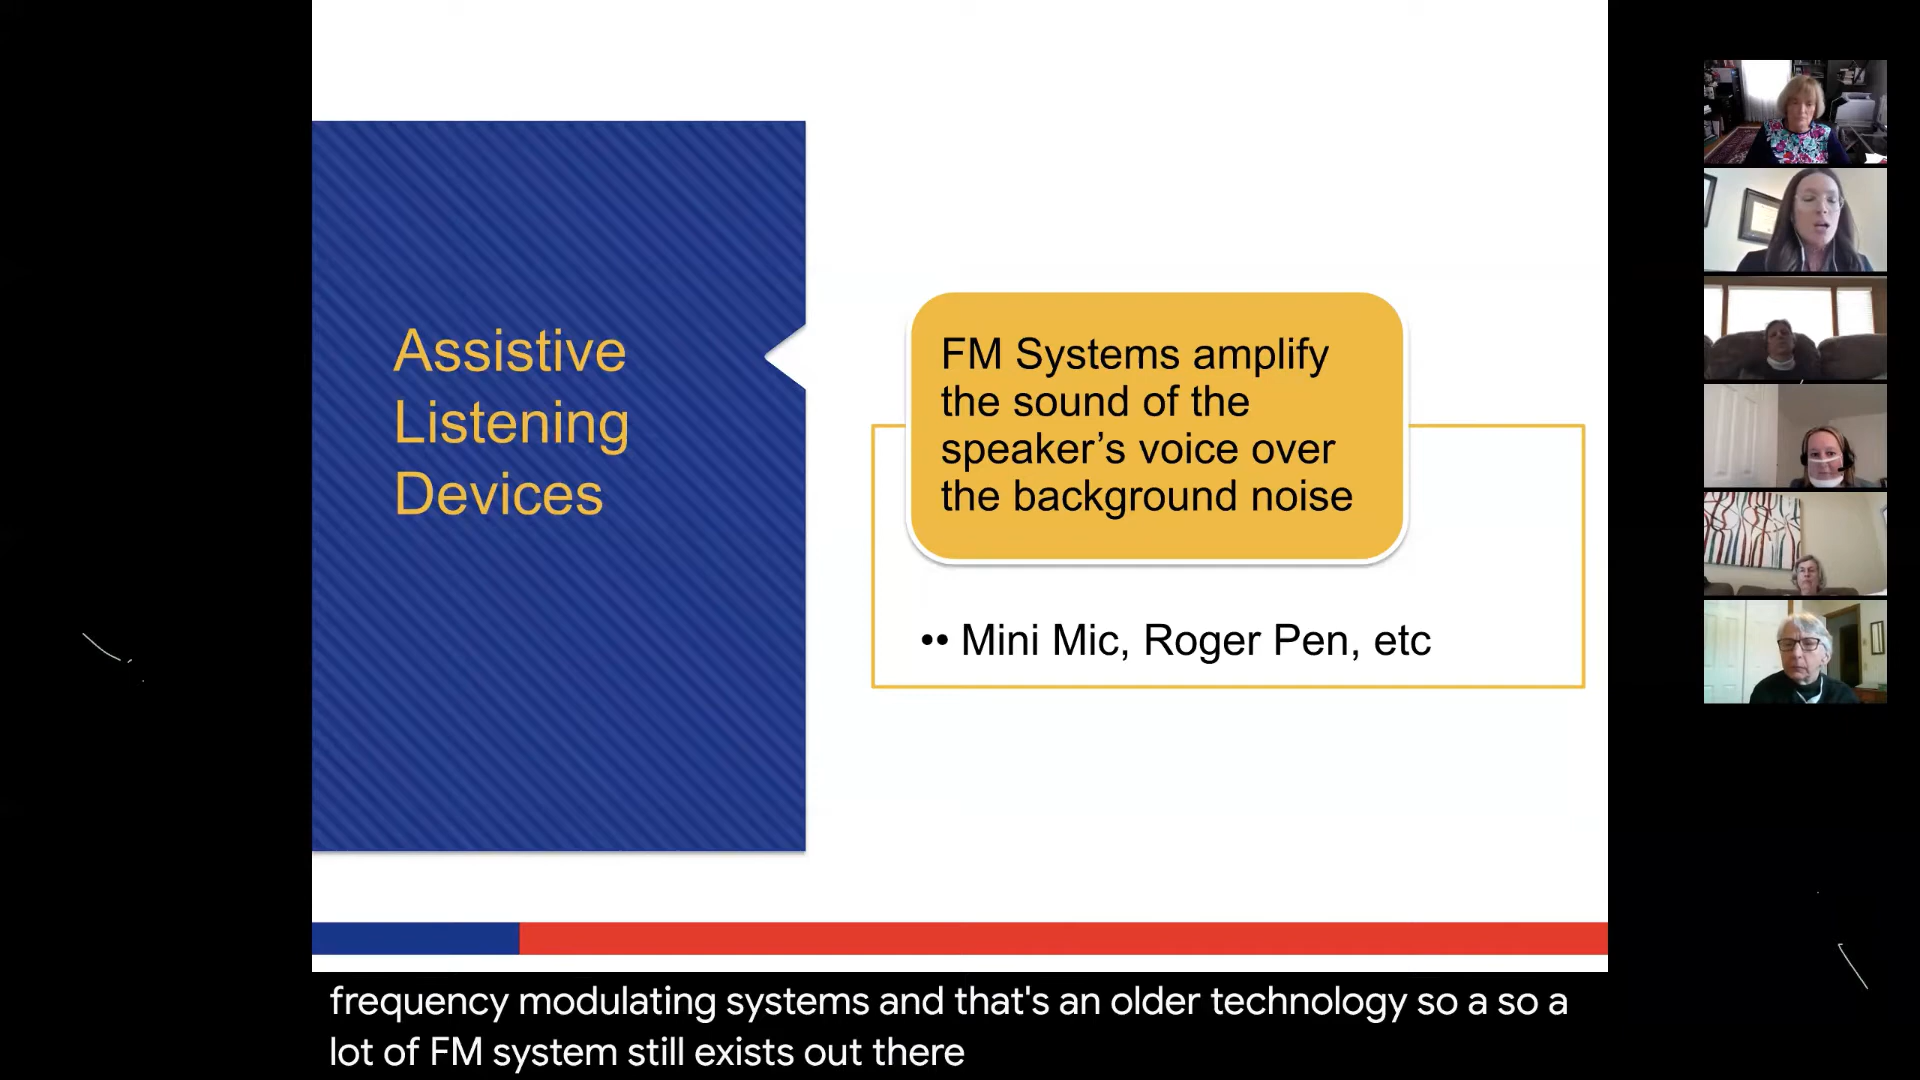 Assistive
Listening
Devices
FM Systems amplify
the sound of the
speaker’s voice over
the background noise
•• Mini Mic, Roger Pen, etc
frequency modulating systems and that's an older technology so a so a
lot of FM system still exists out there